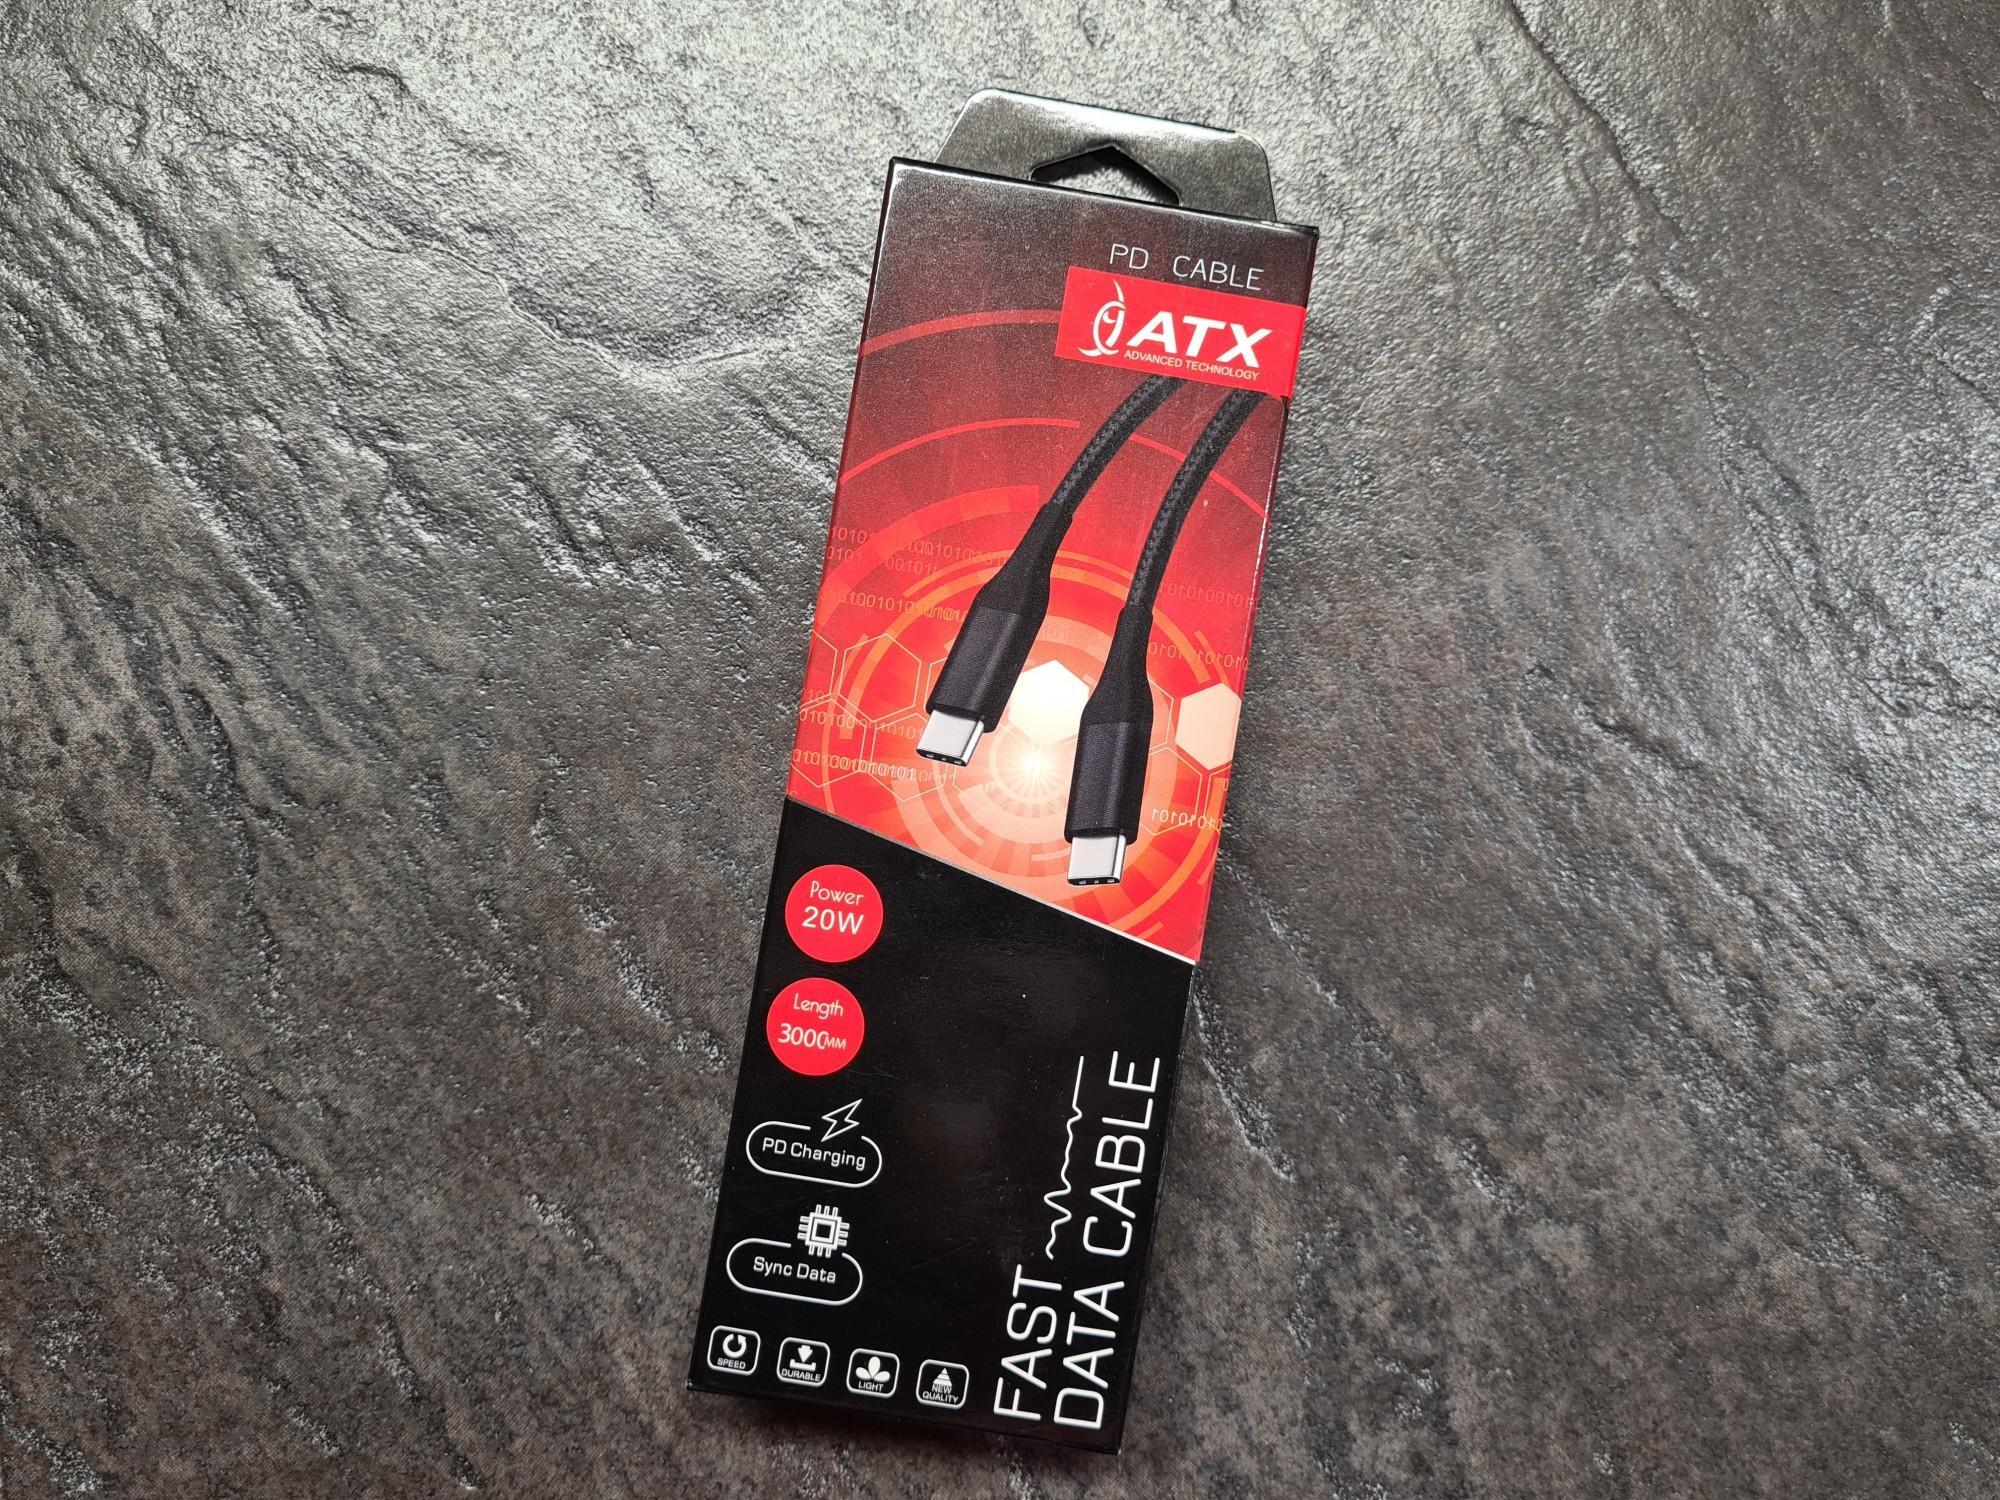 PD CABLE
ATX
ADVANCED TECHNOLOGY
Power
20W
Length
3000MM
PD Charging
Sync Data
SPEED
DURABLE
LIGHT
NEW
QUALITY
FAST
DATA CABLE